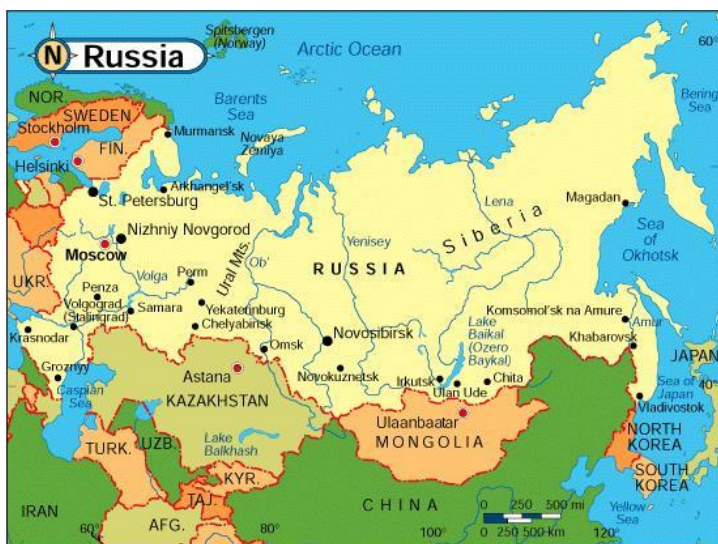 N Russia
Spitsbergen
(Norway)
Arctic Ocean
60°
NOR.
SWEDEN
Stockholm
FIN.
Helsinki
Murmansk
Barents
Sea
Novaya
Zemlya
Bering
Sea
St. Petersburg
Arkhangel'sk
Nizhniy Novgorod
Moscow
UKR.
Penza
Volgograd
(Stalingrad)
Krasnodar
Groznyy
Caspian
Sea
Volga
Samara
Perm
Ural Mts.
Yekaterinburg
Chelyabinsk
Ob'
Yenisey
RUSSIA
Lena
Siberia
Magadan
Sea
of
Okhotsk
Omsk
Novosibirsk
Novokuznetsk
Lake
Baikal
(Ozero
Baykal)
Irkutsk
Ulan Ude
Chita
Komsomol'sk na Amure
Amur
Khabarovsk
Vladivostok
JAPAN
Sea of
Japan
40°
Astana
KAZAKHSTAN
Lake
Balkhash
Ulaanbaatar
MONGOLIA
NORTH
KOREA
SOUTH
KOREA
Yellow
Sea
TURK.
UZB.
KYR.
TAJ.
AFG.
IRAN
CHINA
60°
80°
100°
120°
0 250 500 mi
0 250 500 km